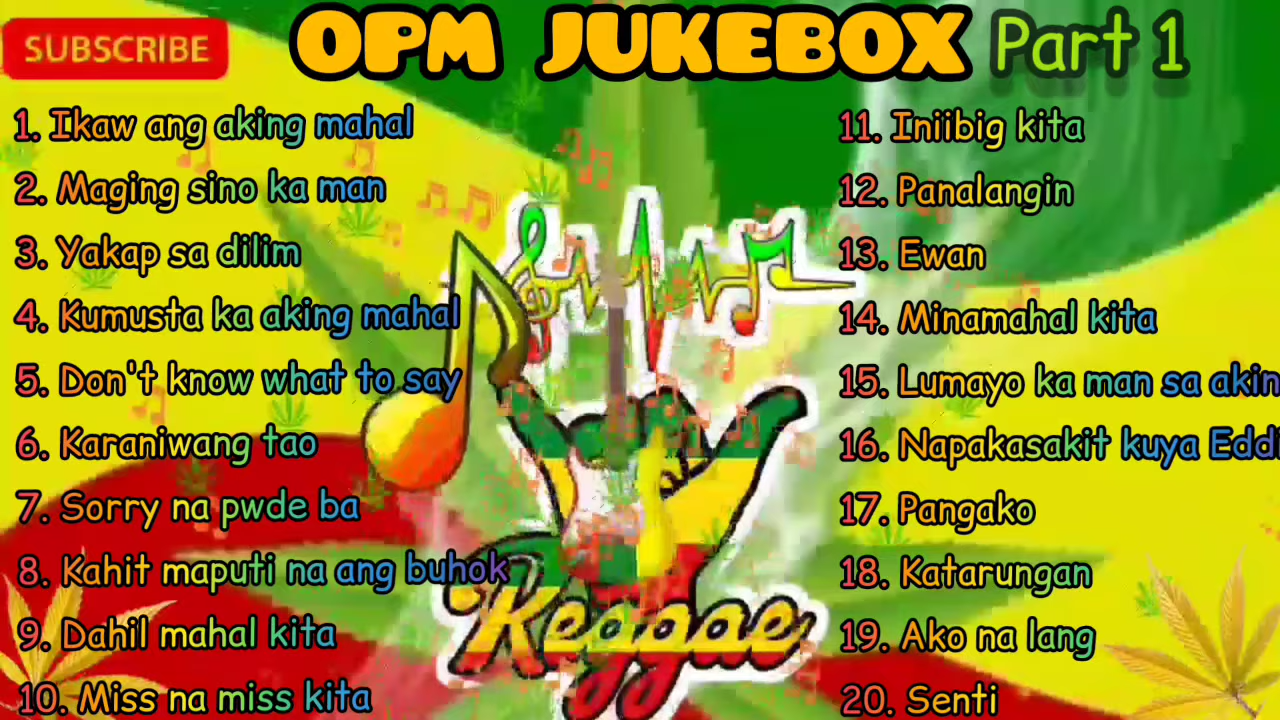 SUBSCRIBE
OPM JUKEBOX Part 1
1. Ikaw ang aking mahal
2. Maging sino ka man
3. Yakap sa dilim
4. Kumusta ka aking mahal
5. Don't know what to say
6. Karaniwang tao
7. Sorry na pwde ba
8. Kahit maputi na ang buhok
9. Dahil mahal kita
10. Miss na miss kita
11. Iniibig kita
12. Panalangin
13. Ewan
14. Minamahal kita
15. Lumayo ka man sa akin
16. Napakasakit kuya Eddi
17. Pangako
18. Katarungan
19. Ako na lang
20. Senti
Reggae